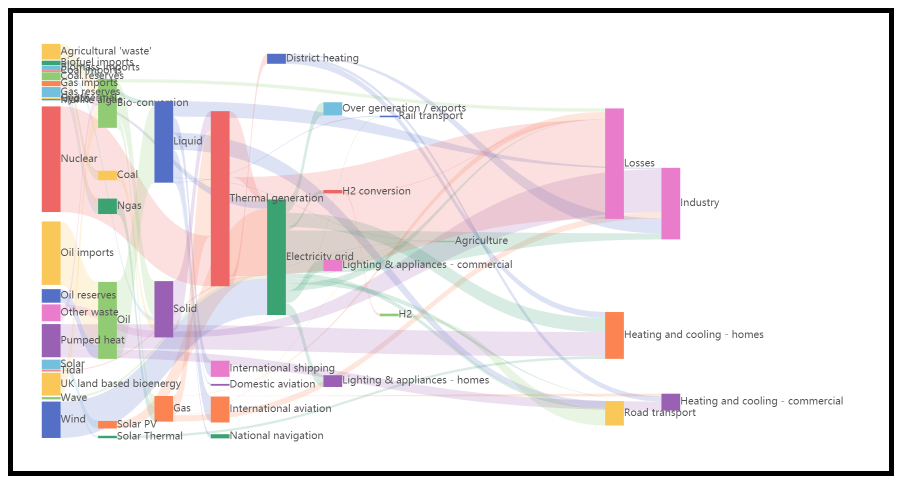 Agricultural 'waste'
Biofuel imports
Biomass imports
Coal imports
Coal reserves
Gas imports
Gas reserves
Marine algae
Nuclear
Oil imports
Oil reserves
Other waste
Pumped heat
Solar
Tidal
UK land based bioenergy
Wave
Wind
Bio-conversion
Coal
Ngas
Oil
Solar PV
Solar Thermal
Liquid
Solid
Gas
Thermal generation
International shipping
Domestic aviation
International aviation
National navigation
District heating
Electricity grid
Over generation / exports
H2 conversion
Lighting & appliances - commercial
Lighting & appliances - homes
Rail transport
H2
Agriculture
Losses
Heating and cooling - homes
Road transport
Industry
Heating and cooling - commercial